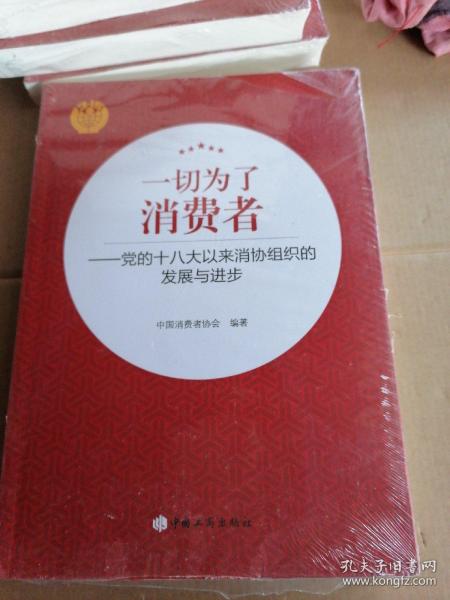 一切为了
消费者
——党的十八大以来消协组织的
发展与进步
中国消费者协会 编著
中国工商出版社
孔夫子旧书网
www.kongfz.com